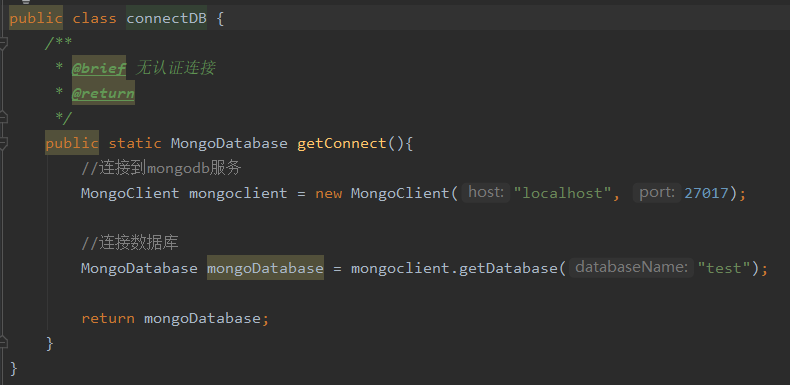 public class connectDB {
/**
* @brief 无认证连接
* @return
*/
public static MongoDatabase getConnect(){
//连接到mongodb服务
MongoClient mongoclient = new MongoClient( host: "localhost", port: 27017);
//连接数据库
MongoDatabase mongoDatabase = mongoclient.getDatabase( databaseName: "test");
return mongoDatabase;
}
}